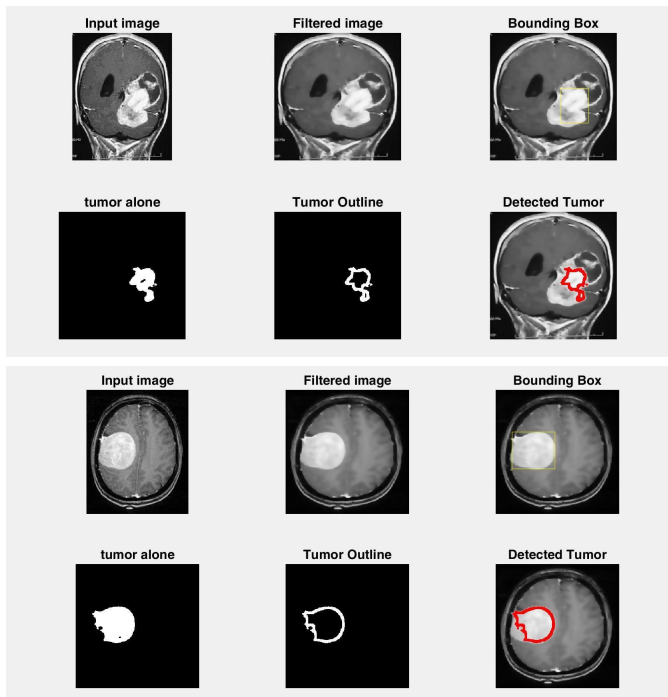 Input image
Filtered image
Bounding Box
tumor alone
Tumor Outline
Detected Tumor
Input image
Filtered image
Bounding Box
tumor alone
Tumor Outline
Detected Tumor